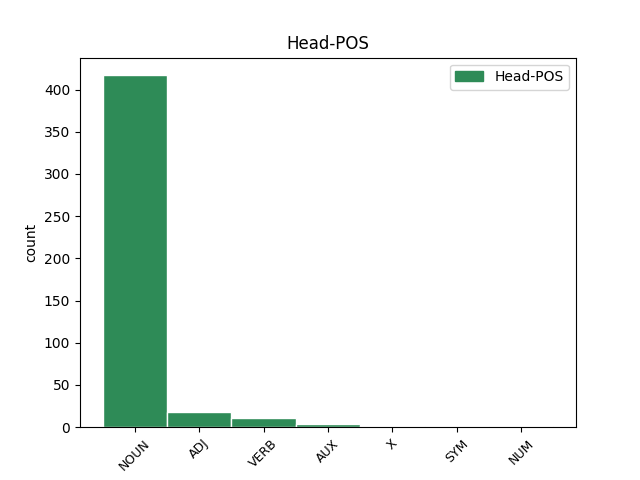 Head-POS
Head-POS
count
400
350
300
250
200
150
100
50
0
NOUN
ADJ
VERB
AUX
X
SYM
NUM